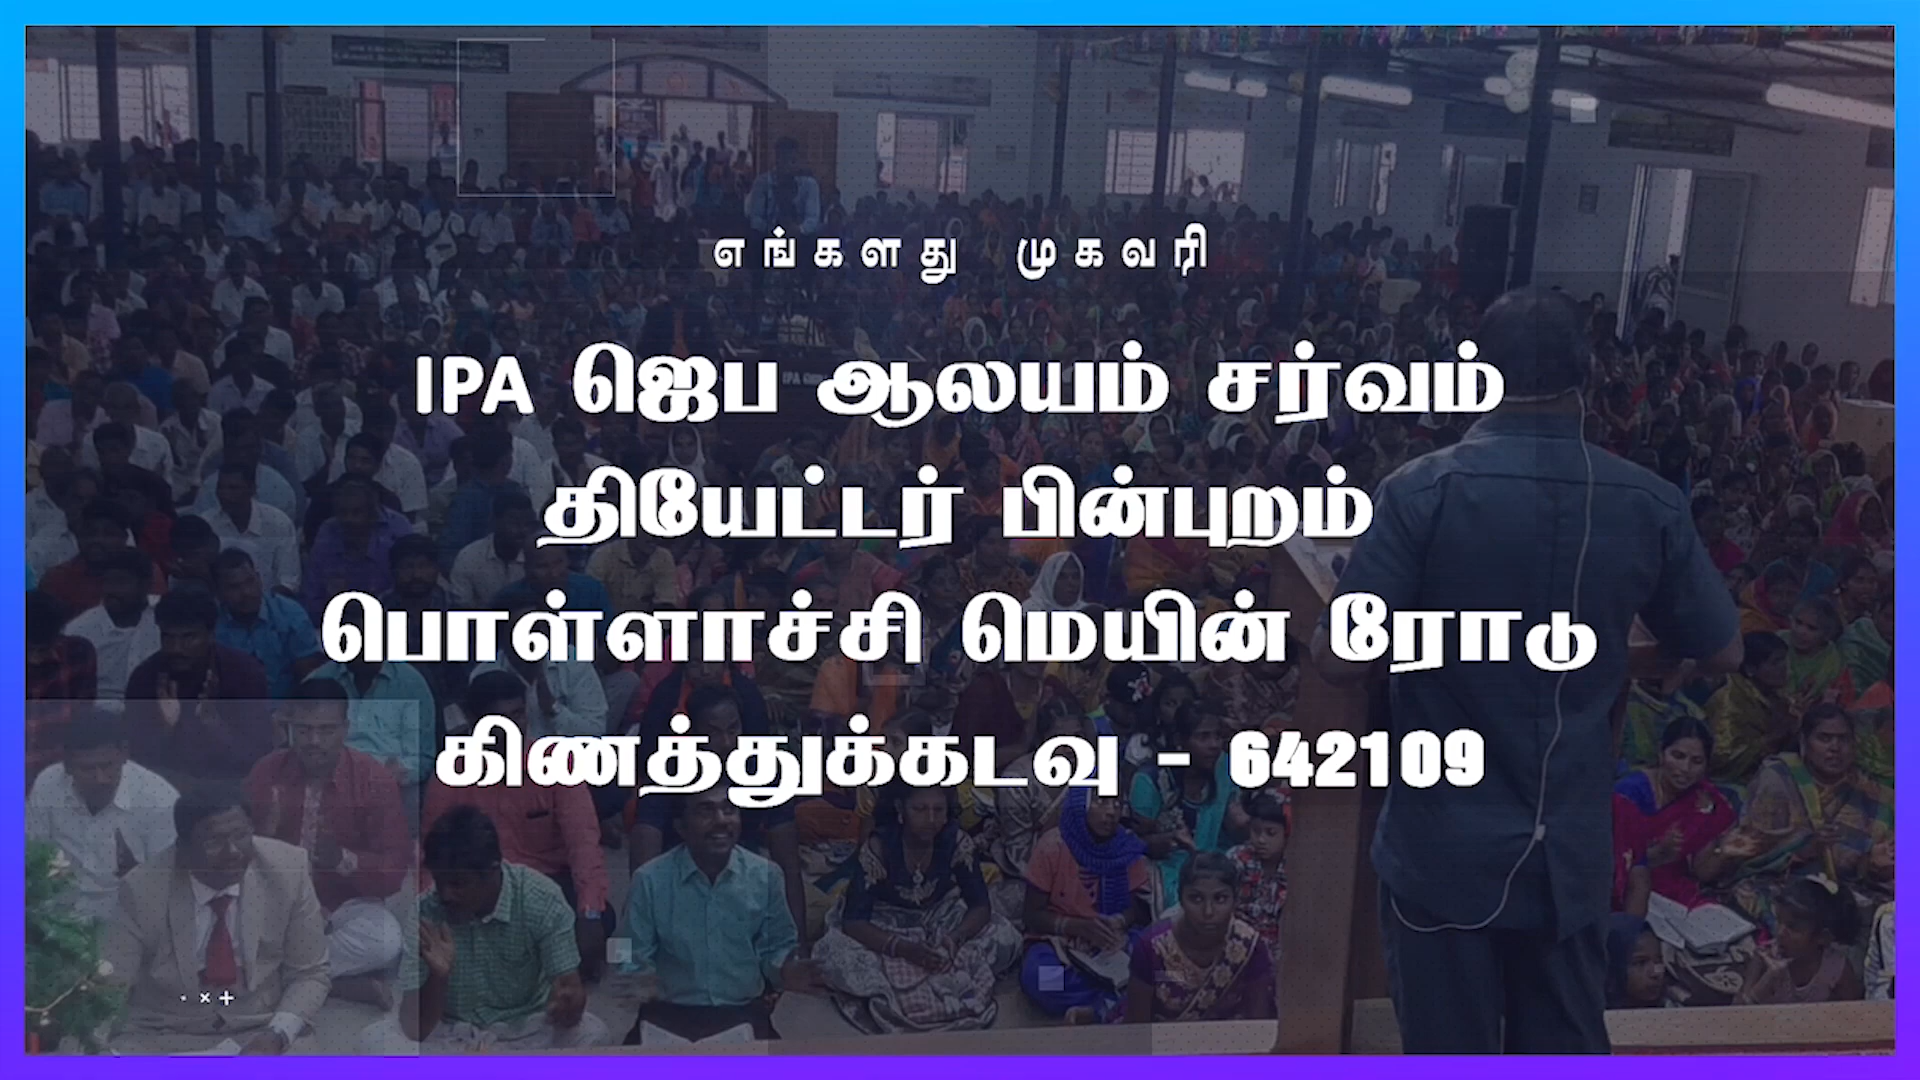 எங்களது முகவரி
IPA ஜெப ஆலயம் சர்வம்
தியேட்டர் பின்புறம்
பொள்ளாச்சி மெயின் ரோடு
கிணத்துக்கடவு - 642109